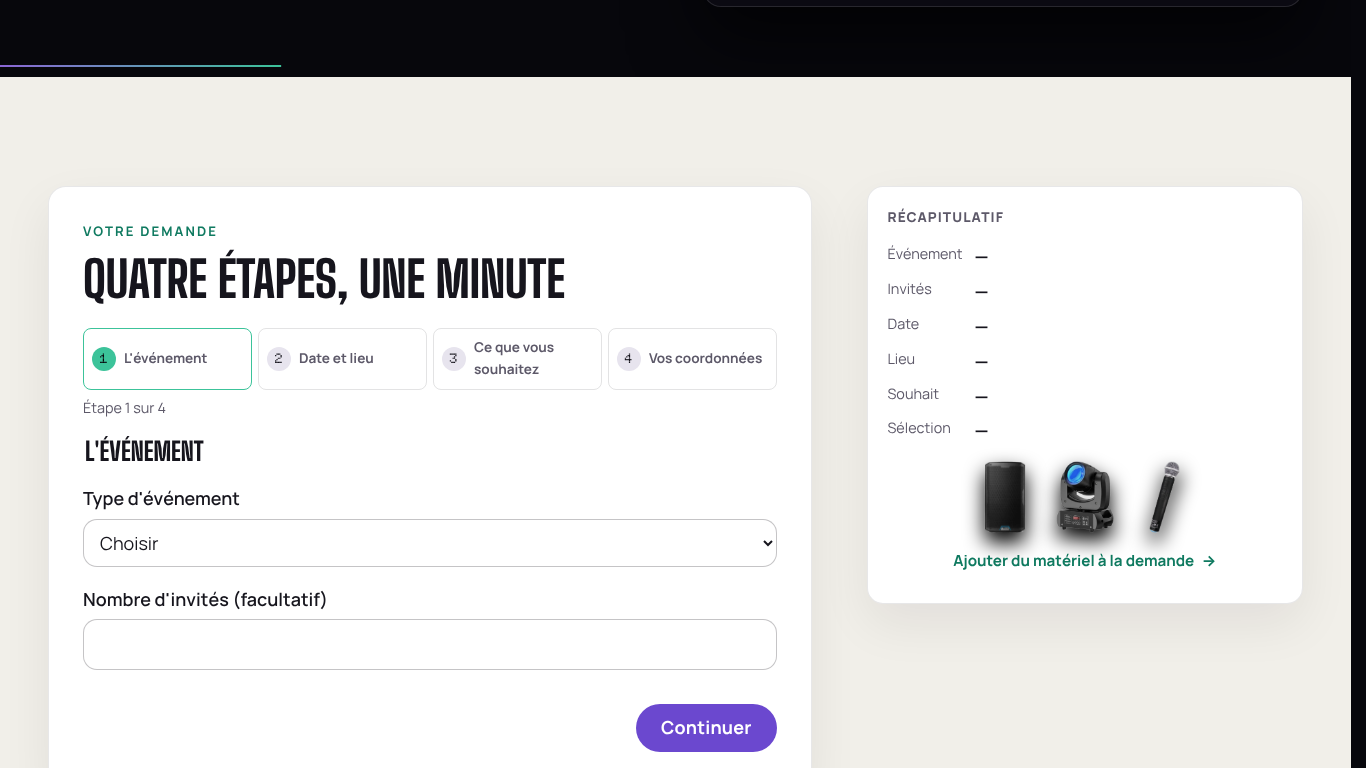 VOTRE DEMANDE
QUATRE ÉTAPES, UNE MINUTE
1 L'événement
2 Date et lieu
3 Ce que vous
souhaitez
4 Vos coordonnées
Étape 1 sur 4
L'ÉVÉNEMENT
Type d'événement
Choisir
Nombre d'invités (facultatif)
Continuer
RÉCAPITULATIF
Événement —
Invités —
Date —
Lieu —
Souhait —
Sélection —
Ajouter du matériel à la demande →